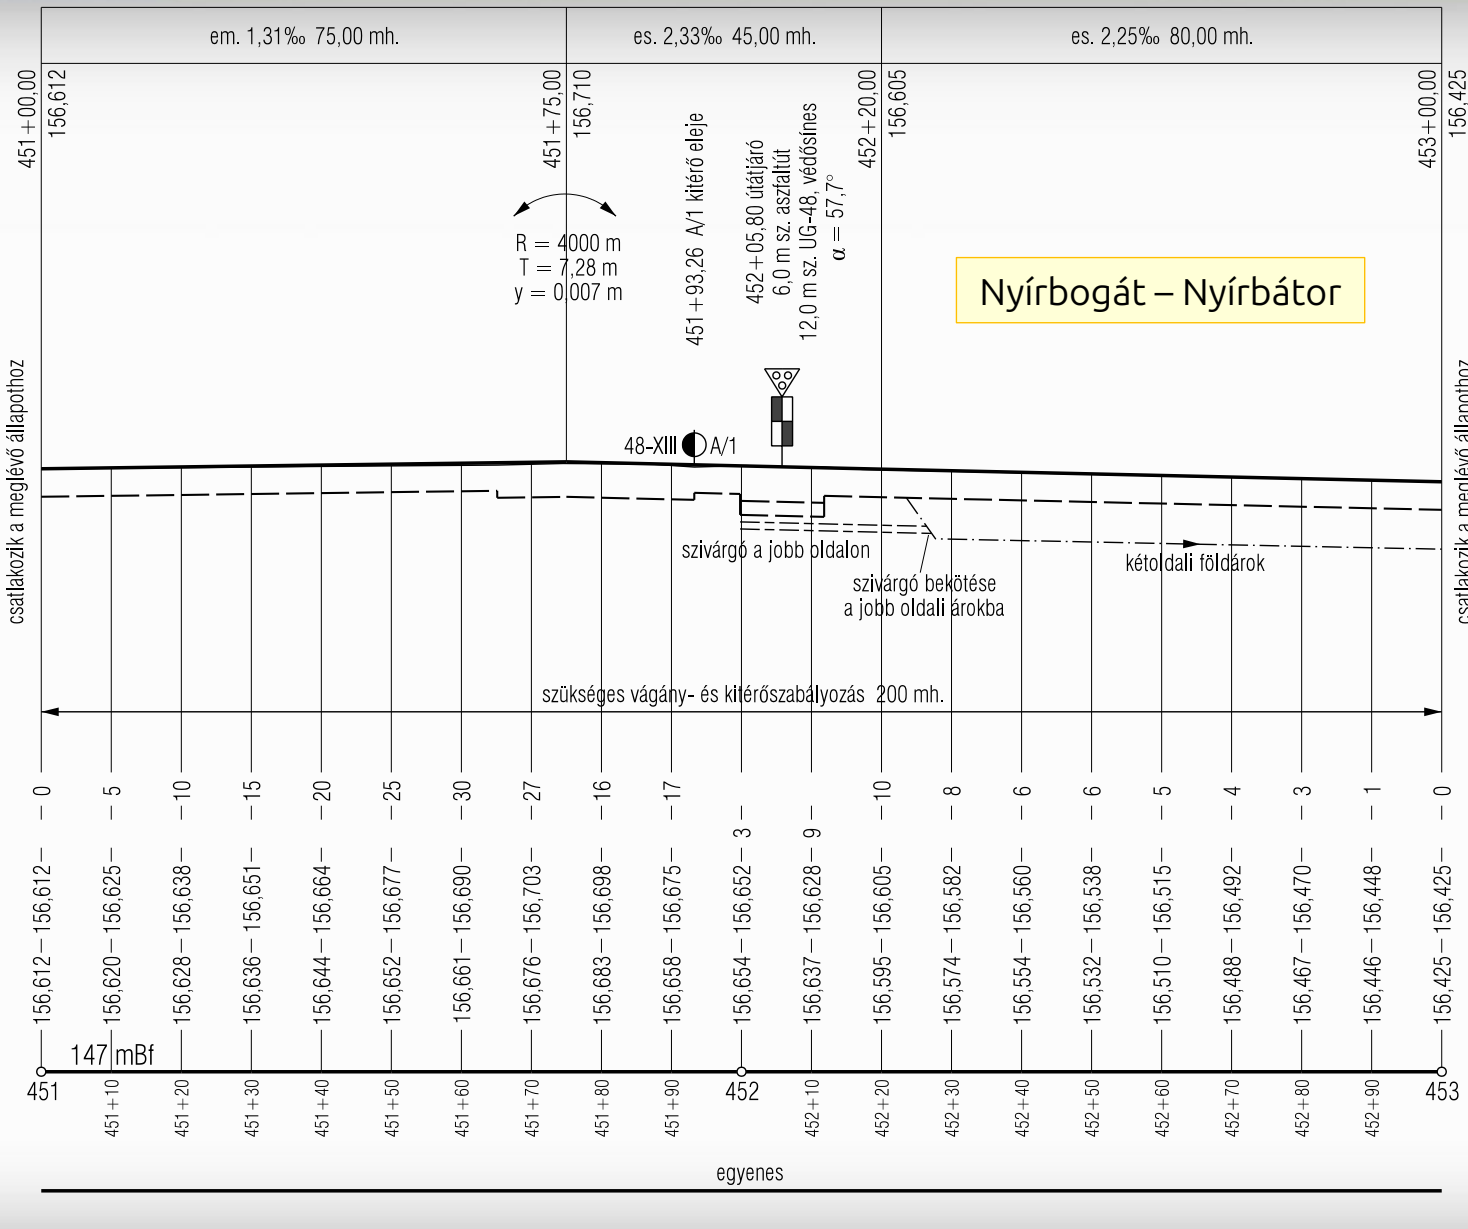 em. 1,31‰ 75,00 mh.
es. 2,33‰ 45,00 mh.
es. 2,25‰ 80,00 mh.
451+00,00
156,612
451+75,00
156,710
452+20,00
156,605
453+00,00
156,425
R = 4000 m
T = 7,28 m
y = 0,007 m
451+93,26 A/1 kitérő eleje
452+05,80 útátjáró
6,0 m sz. aszfaltút
12,0 m sz. UG-48, védősínes
α = 57,7°
Nyírbogát – Nyírbátor
csatlakozik a meglévő állapothoz
csatlakozik a meglévő állapothoz
48-XIII
A/1
szivárgó a jobb oldalon
szivárgó bekötése
a jobb oldali árokba
kétoldali földárok
szükséges vágány- és kitérőszabályozás 200 mh.
156,612 — 156,612 — 0
156,620 — 156,625 — 5
156,628 — 156,638 — 10
156,636 — 156,651 — 15
156,644 — 156,664 — 20
156,652 — 156,677 — 25
156,661 — 156,690 — 30
156,676 — 156,703 — 27
156,683 — 156,698 — 16
156,658 — 156,675 — 17
156,654 — 156,652 — 3
156,637 — 156,628 — 9
156,595 — 156,605 — 10
156,574 — 156,582 — 8
156,554 — 156,560 — 6
156,532 — 156,538 — 6
156,510 — 156,515 — 5
156,488 — 156,492 — 4
156,467 — 156,470 — 3
156,446 — 156,448 — 1
156,425 — 156,425 — 0
147 mBf
451
451+10
451+20
451+30
451+40
451+50
451+60
451+70
451+80
451+90
452
452+10
452+20
452+30
452+40
452+50
452+60
452+70
452+80
452+90
453
egyenes